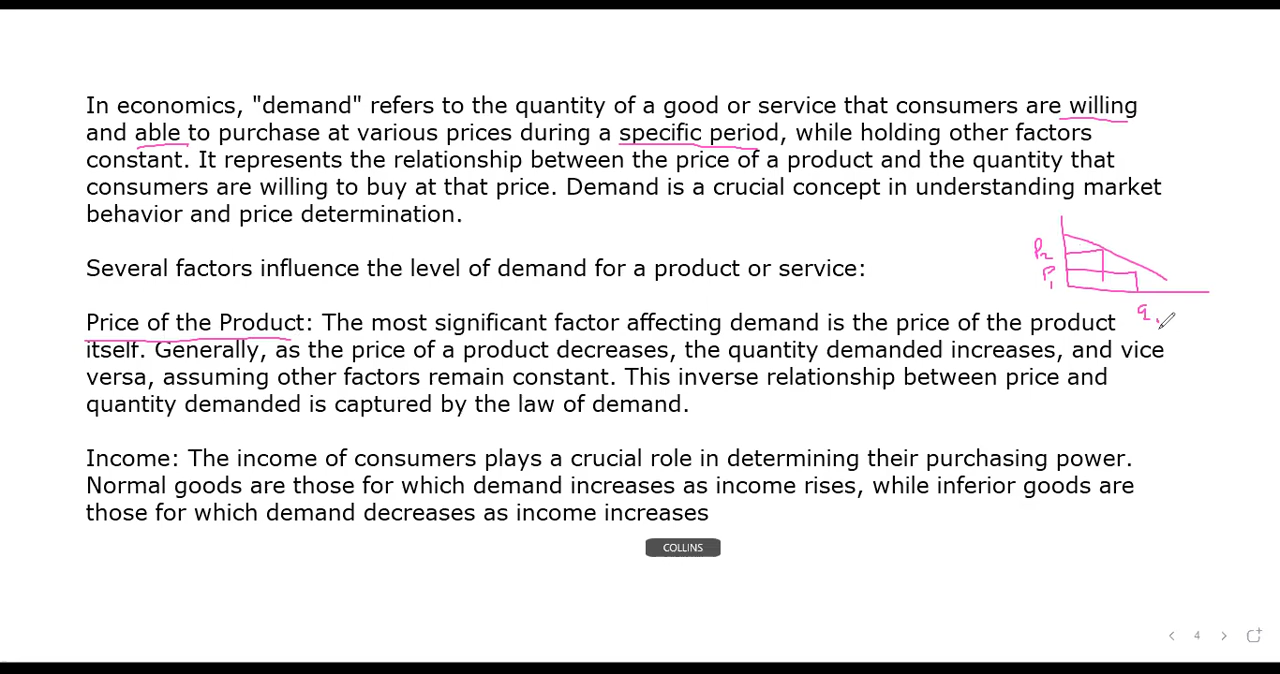 In economics, "demand" refers to the quantity of a good or service that consumers are willing
and able to purchase at various prices during a specific period, while holding other factors
constant. It represents the relationship between the price of a product and the quantity that
consumers are willing to buy at that price. Demand is a crucial concept in understanding market
behavior and price determination.
P2
Several factors influence the level of demand for a product or service:
P1
q
Price of the Product: The most significant factor affecting demand is the price of the product
itself. Generally, as the price of a product decreases, the quantity demanded increases, and vice
versa, assuming other factors remain constant. This inverse relationship between price and
quantity demanded is captured by the law of demand.
Income: The income of consumers plays a crucial role in determining their purchasing power.
Normal goods are those for which demand increases as income rises, while inferior goods are
those for which demand decreases as income increases
COLLINS
4